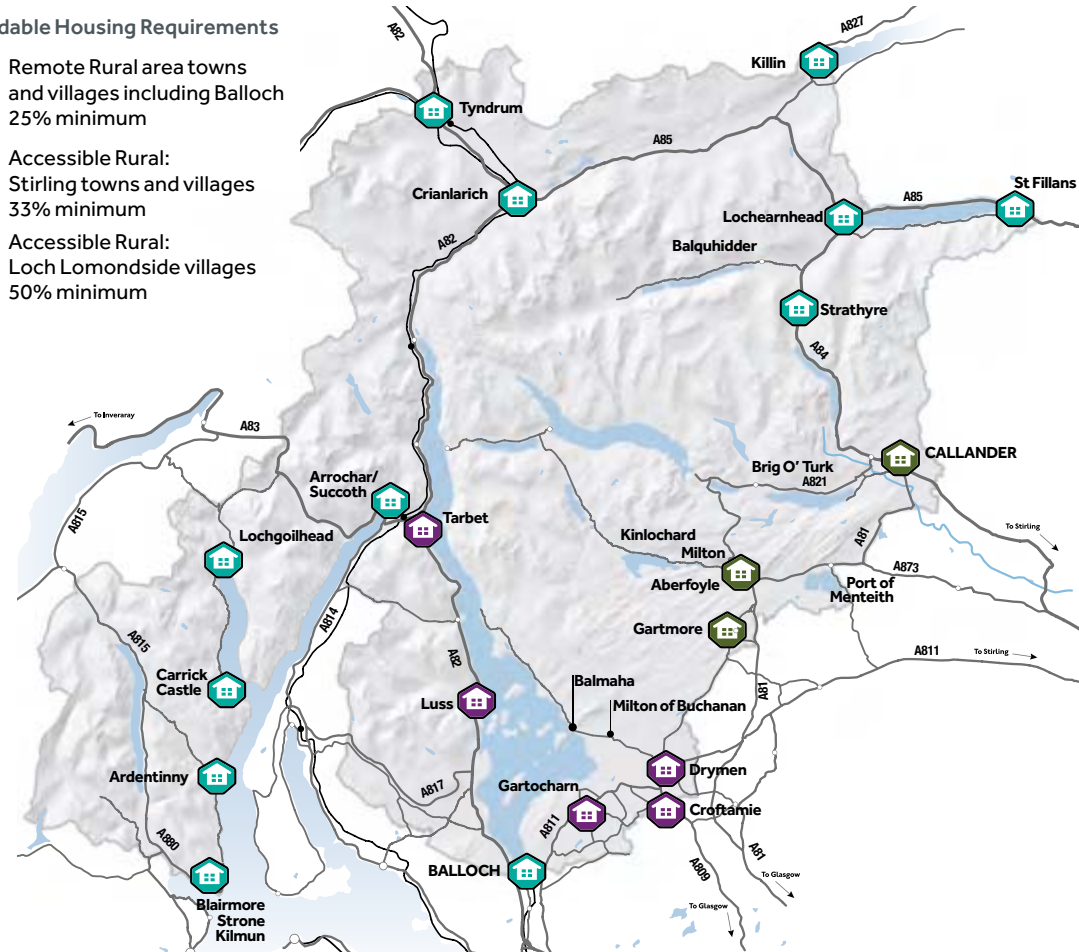 dable Housing Requirements
Remote Rural area towns
and villages including Balloch
25% minimum
Accessible Rural:
Stirling towns and villages
33% minimum
Accessible Rural:
Loch Lomondside villages
50% minimum
A82
A827
Killin
Tyndrum
A85
Crianlarich
St Fillans
A85
Lochearnhead
A82
Balquhidder
Strathyre
A84
To Inveraray
A83
CALLANDER
Brig O' Turk
A821
Arrochar/
Succoth
Tarbet
A815
Lochgoilhead
To Stirling
Kinlochard
A81
Milton
Aberfoyle
A873
Port of
Menteith
A814
Gartmore
A815
A82
A811
To Stirling
Carrick
Castle
Luss
Balmaha
A81
Milton of Buchanan
Ardentinny
Drymen
A817
Gartocharn
Croftamie
A811
A880
BALLOCH
A809
A81
To Glasgow
Blairmore
Strone
Kilmun
To Glasgow